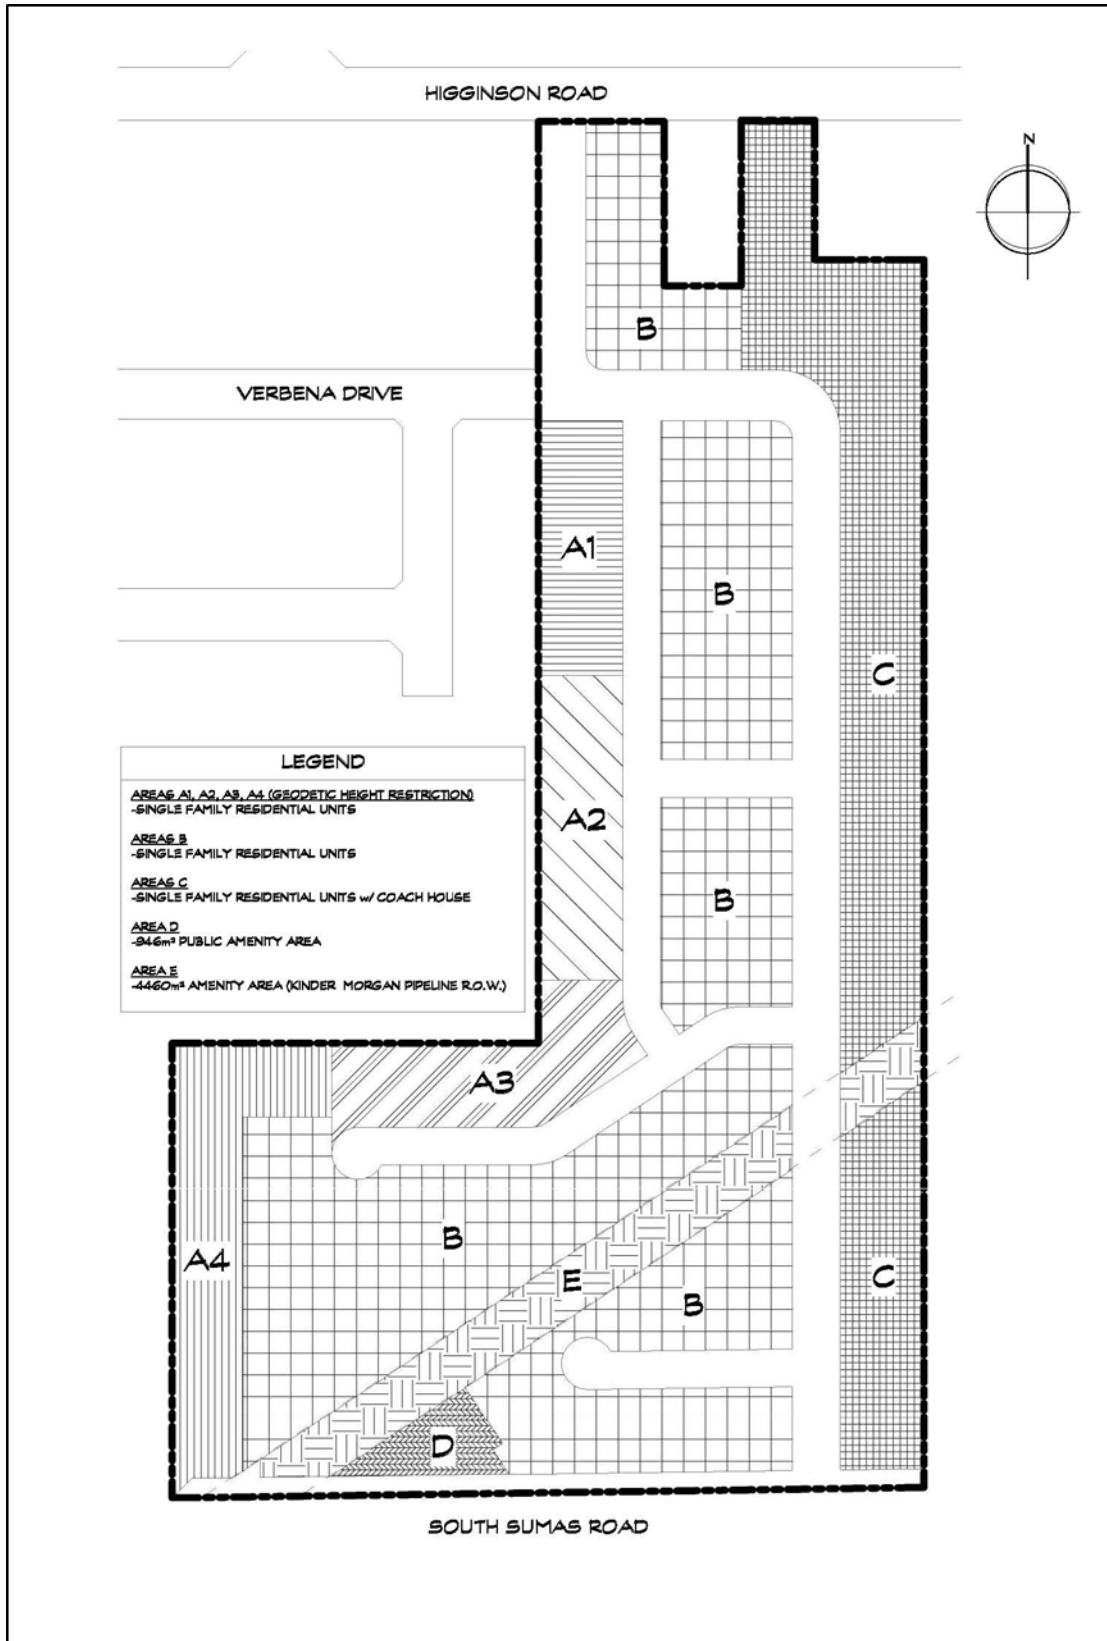 HIGGINSON ROAD
N
B
VERBENA DRIVE
A1
B
C
LEGEND
AREAS A1, A2, A3, A4 (GEODETIC HEIGHT RESTRICTION)
-SINGLE FAMILY RESIDENTIAL UNITS
AREAS B
-SINGLE FAMILY RESIDENTIAL UNITS
AREAS C
-SINGLE FAMILY RESIDENTIAL UNITS w/ COACH HOUSE
AREA D
-946m² PUBLIC AMENITY AREA
AREA E
-4460m² AMENITY AREA (KINDER MORGAN PIPELINE R.O.W.)
A2
B
A3
B
A4
E
C
B
D
SOUTH SUMAS ROAD